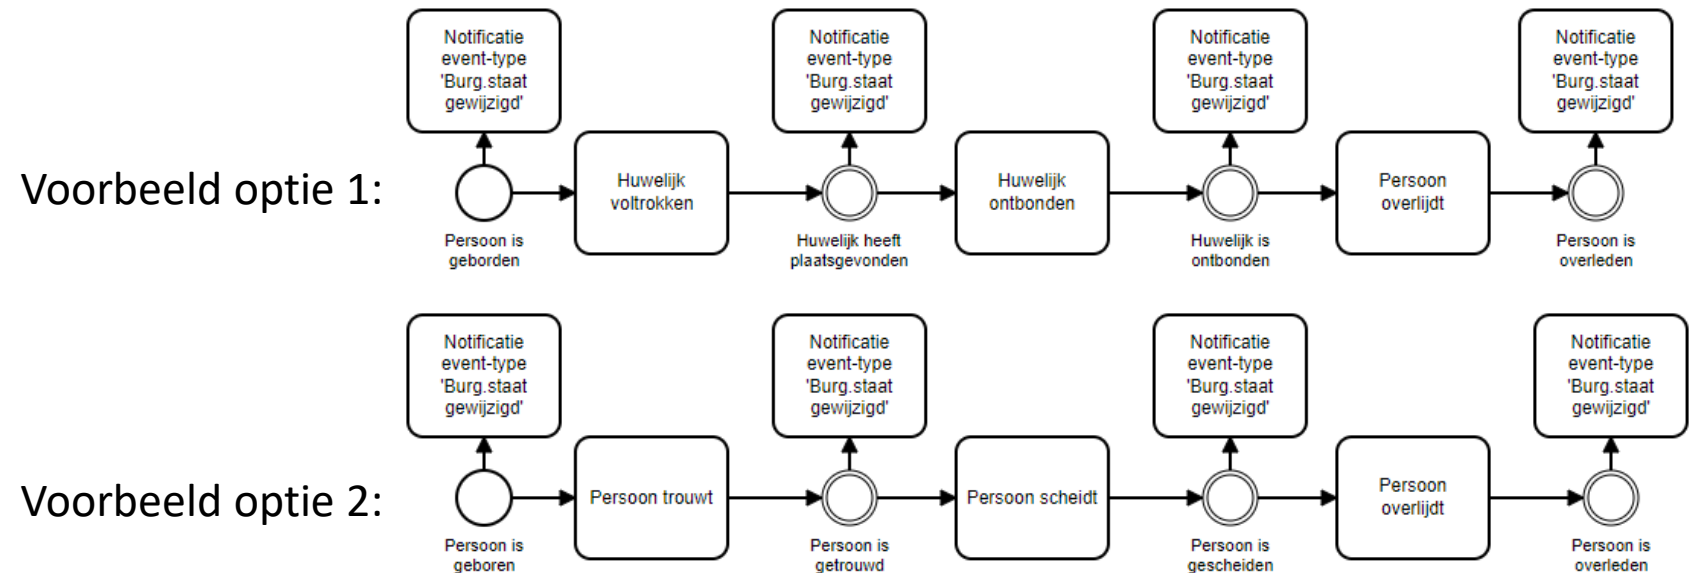 Notificatie
event-type
'Burg.staat
gewijzigd'
Notificatie
event-type
'Burg.staat
gewijzigd'
Notificatie
event-type
'Burg.staat
gewijzigd'
Notificatie
event-type
'Burg.staat
gewijzigd'
Voorbeeld optie 1:
Huwelijk
voltrokken
Huwelijk
ontbonden
Persoon
overlijdt
Persoon is
geborden
Huwelijk heeft
plaatsgevonden
Huwelijk is
ontbonden
Persoon is
overleden
Notificatie
event-type
'Burg.staat
gewijzigd'
Notificatie
event-type
'Burg.staat
gewijzigd'
Notificatie
event-type
'Burg.staat
gewijzigd'
Notificatie
event-type
'Burg.staat
gewijzigd'
Voorbeeld optie 2:
Persoon trouwt
Persoon scheidt
Persoon
overlijdt
Persoon is
geboren
Persoon is
getrouwd
Persoon is
gescheiden
Persoon is
overleden